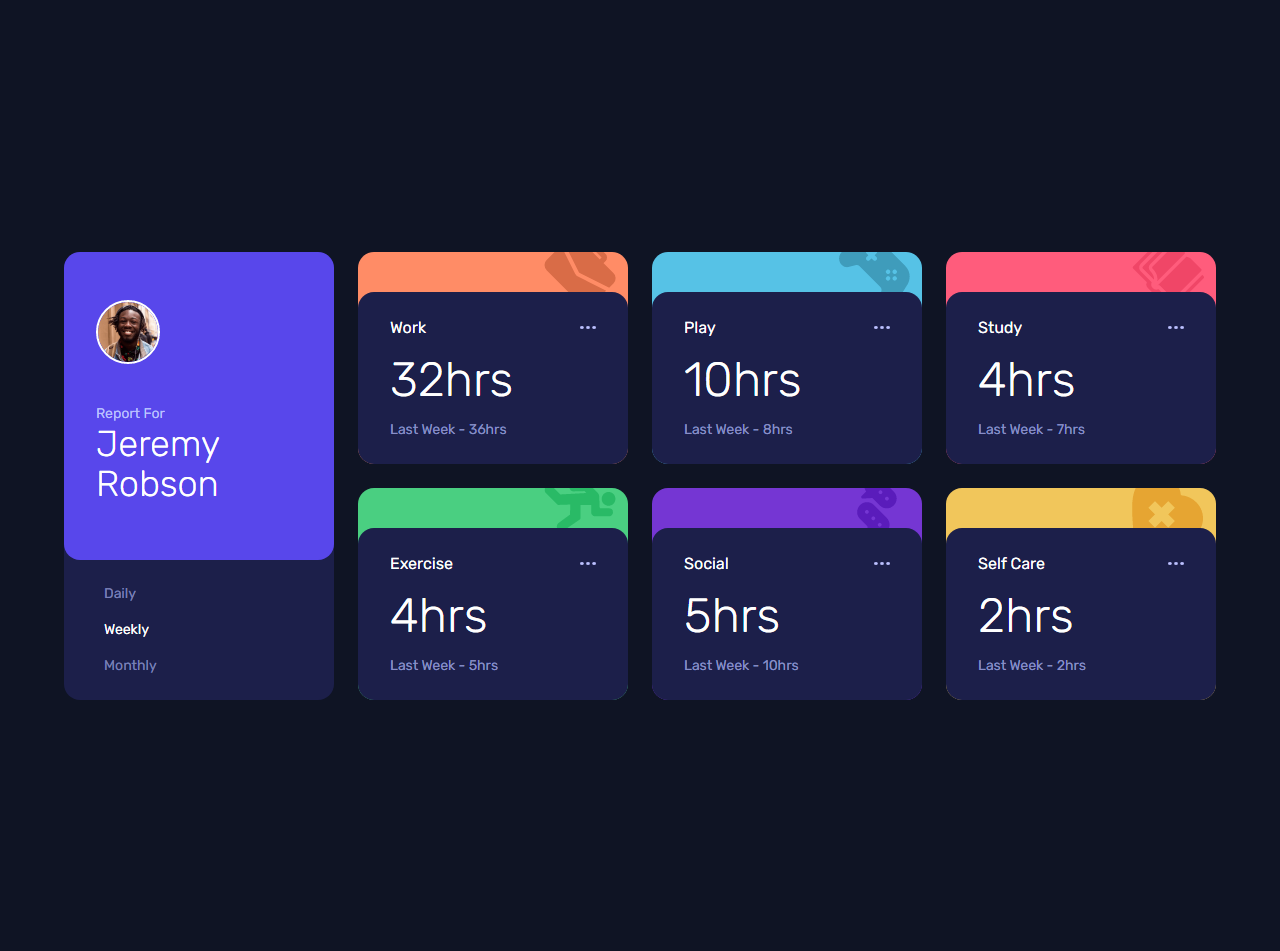 Report For
Jeremy
Robson
Daily
Weekly
Monthly
Work
32hrs
Last Week - 36hrs
Play
10hrs
Last Week - 8hrs
Study
4hrs
Last Week - 7hrs
Exercise
4hrs
Last Week - 5hrs
Social
5hrs
Last Week - 10hrs
Self Care
2hrs
Last Week - 2hrs